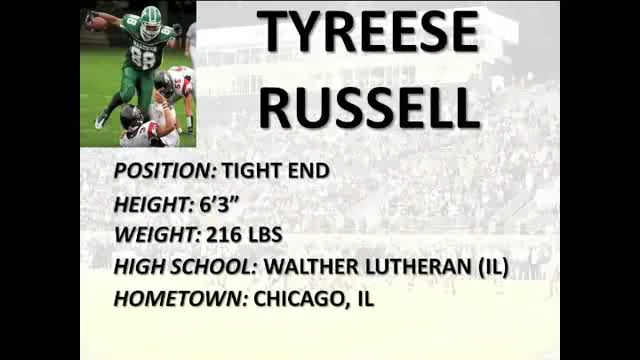 TYREESE
RUSSELL
POSITION: TIGHT END
HEIGHT: 6’3”
WEIGHT: 216 LBS
HIGH SCHOOL: WALTHER LUTHERAN (IL)
HOMETOWN: CHICAGO, IL
88